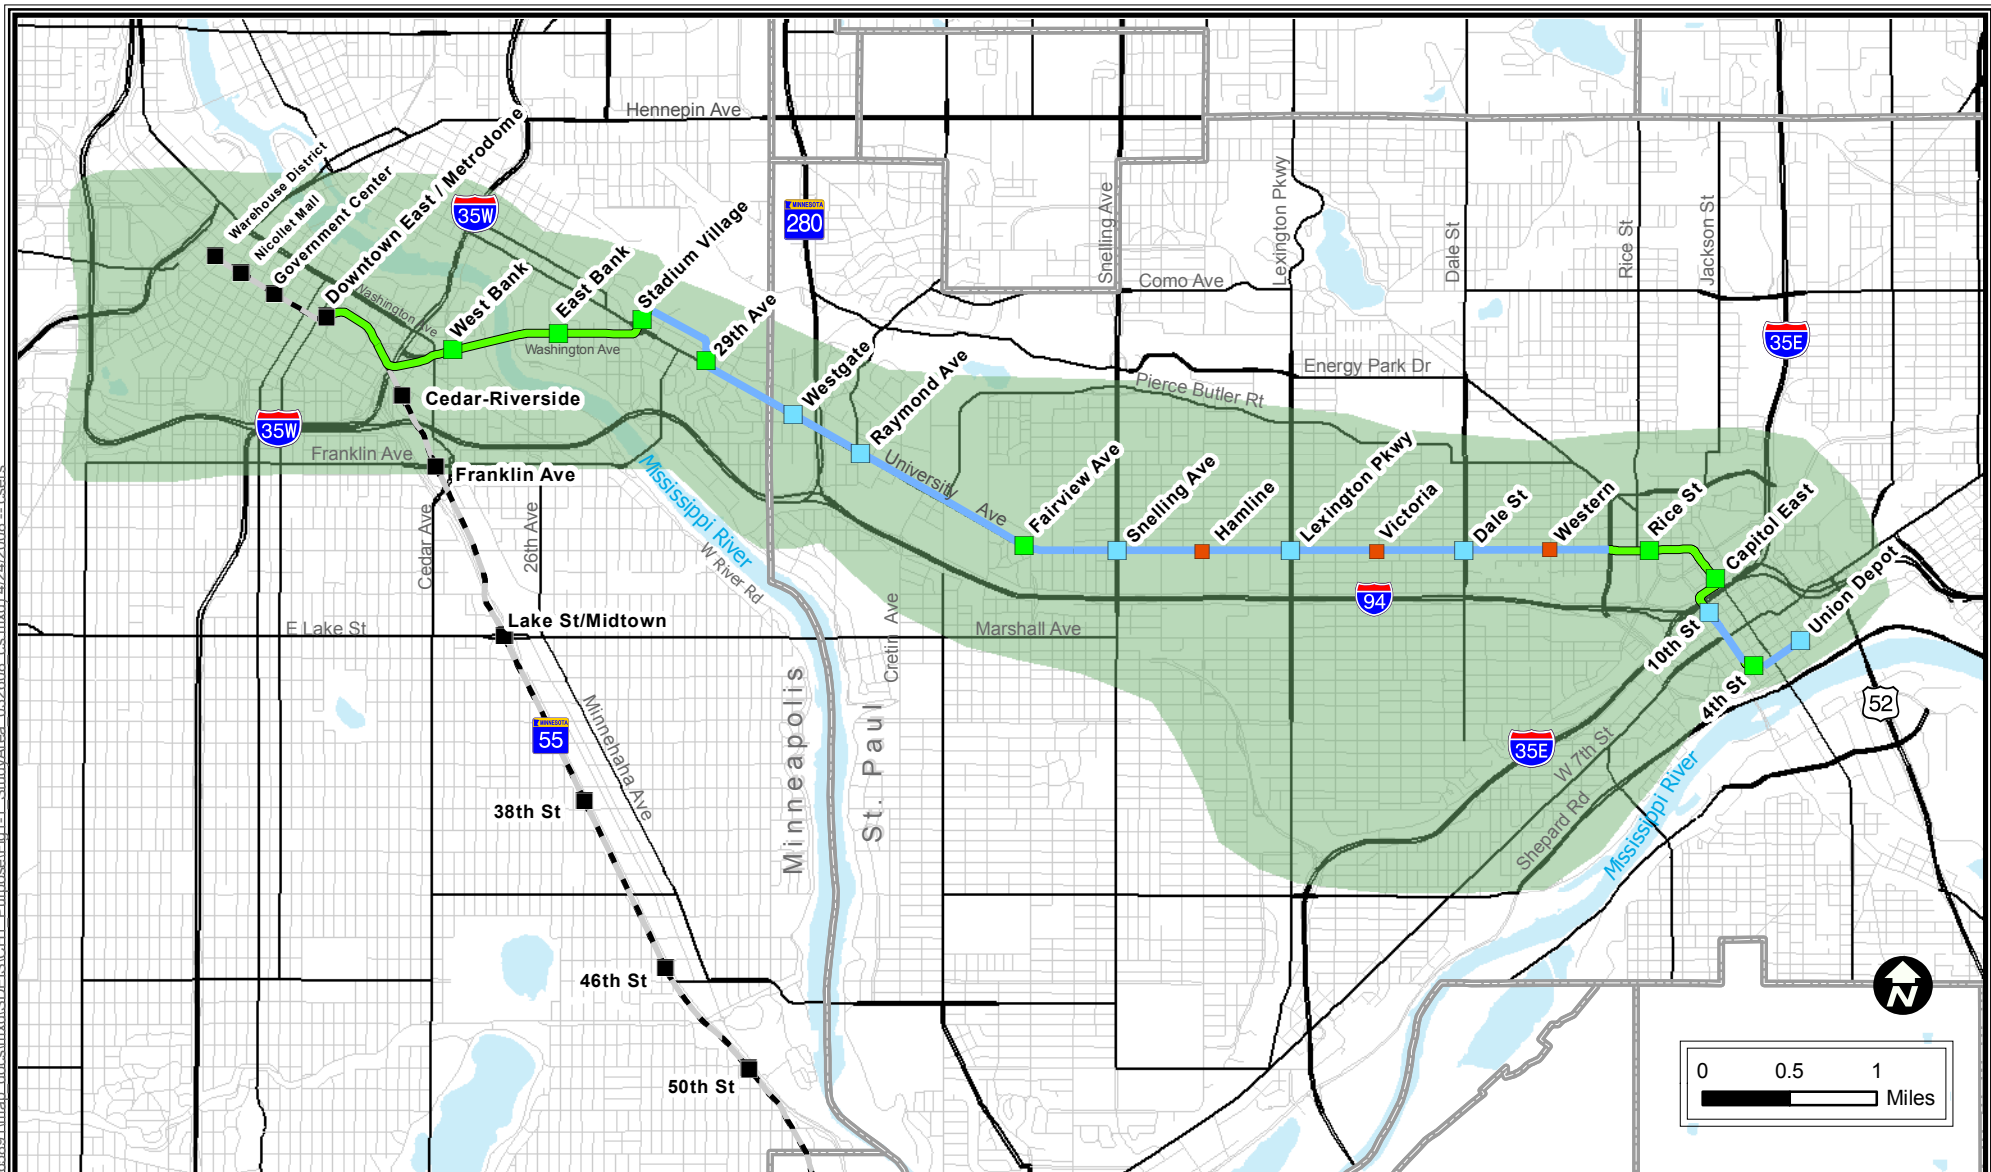 Hennepin Ave
Warehouse District
Nicollet Mall
Government Center
Downtown East / Metrodome
35W
MINNESOTA
280
Snelling Ave
Lexington Pkwy
Dale St
Rice St
Jackson St
Como Ave
Washington Ave
West Bank
East Bank
Stadium Village
29th Ave
Washington Ave
Westgate
Raymond Ave
Energy Park Dr
Pierce Butler Rt
35E
Cedar-Riverside
35W
Franklin Ave
Franklin Ave
Mississippi River
W River Rd
University Ave
Fairview Ave
Snelling Ave
Hamline
Lexington Pkwy
Victoria
Dale St
Western
Rice St
Capitol East
Union Depot
Cedar Ave
26th Ave
94
10th St
4th St
Lake St/Midtown
E Lake St
Cretin Ave
Marshall Ave
52
MINNESOTA
55
Minnehaha Ave
Minneapolis
St. Paul
35E
W 7th St
Shepard Rd
Mississippi River
38th St
46th St
50th St
N
0 0.5 1
Miles